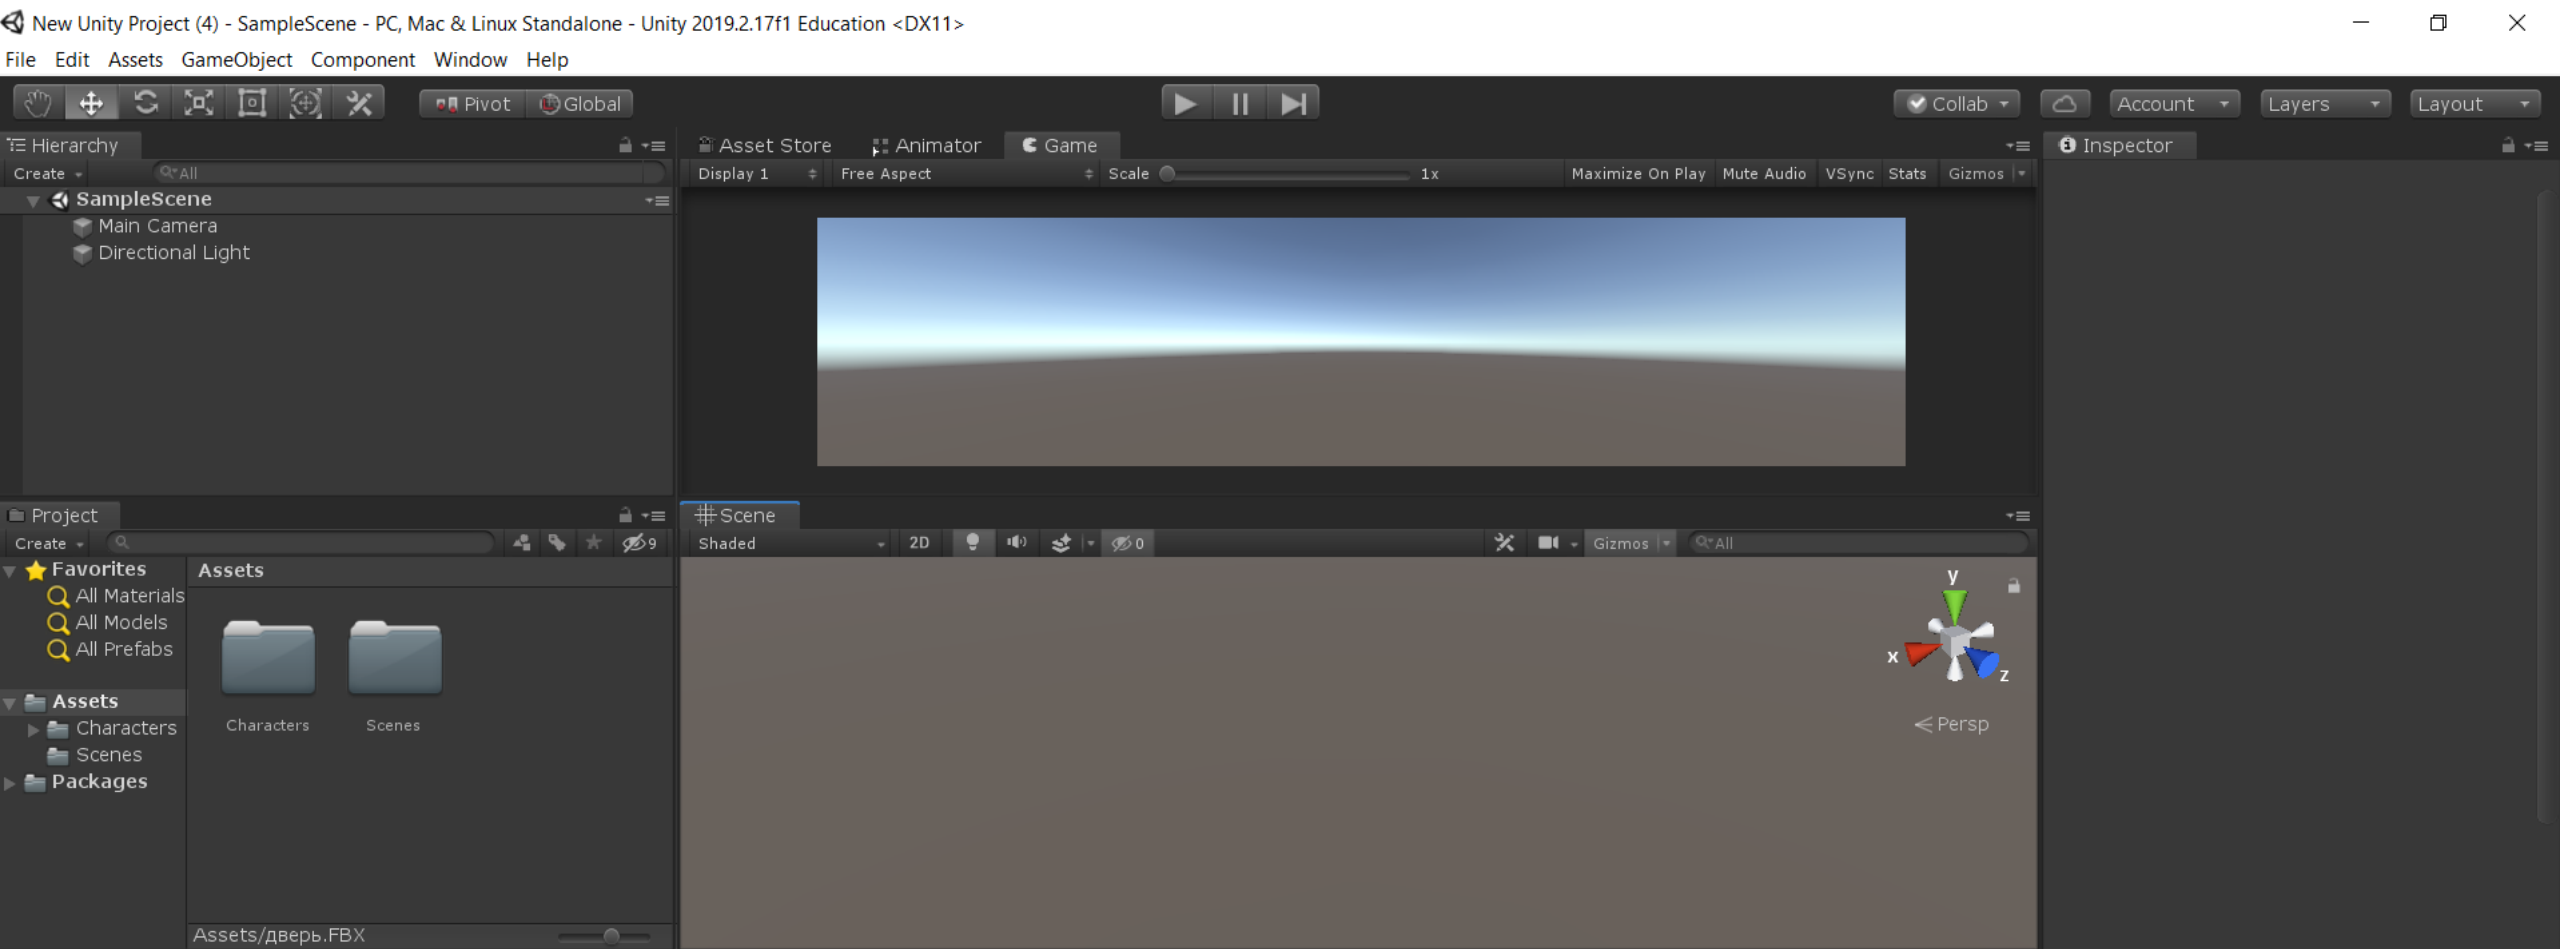 New Unity Project (4) - SampleScene - PC, Mac & Linux Standalone - Unity 2019.2.17f1 Education <DX11>
File Edit Assets GameObject Component Window Help
Pivot Global Collab Account Layers Layout
Hierarchy
Create All
SampleScene
Main Camera
Directional Light
Asset Store Animator Game
Display 1 Free Aspect Scale 1x Maximize On Play Mute Audio VSync Stats Gizmos
Inspector
Project
Create 9
Favorites
All Materials
All Models
All Prefabs
Assets
Characters
Scenes
Packages
Assets
Characters Scenes
Assets/дверь.FBX
Scene
Shaded 2D 0 Gizmos All
y
x
z
Persp